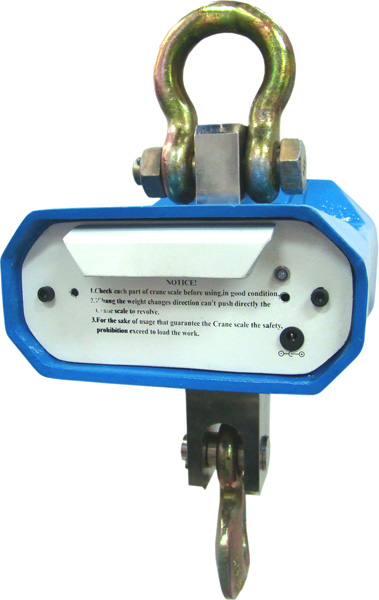 NOTICE!
1.Check each part of crane scale before using,in good condition.
2.When hang the weight changes direction can't push directly the
Crane scale to revolve.
3.For the sake of usage that guarantee the Crane scale the safety,
prohibition exceed to load the work.